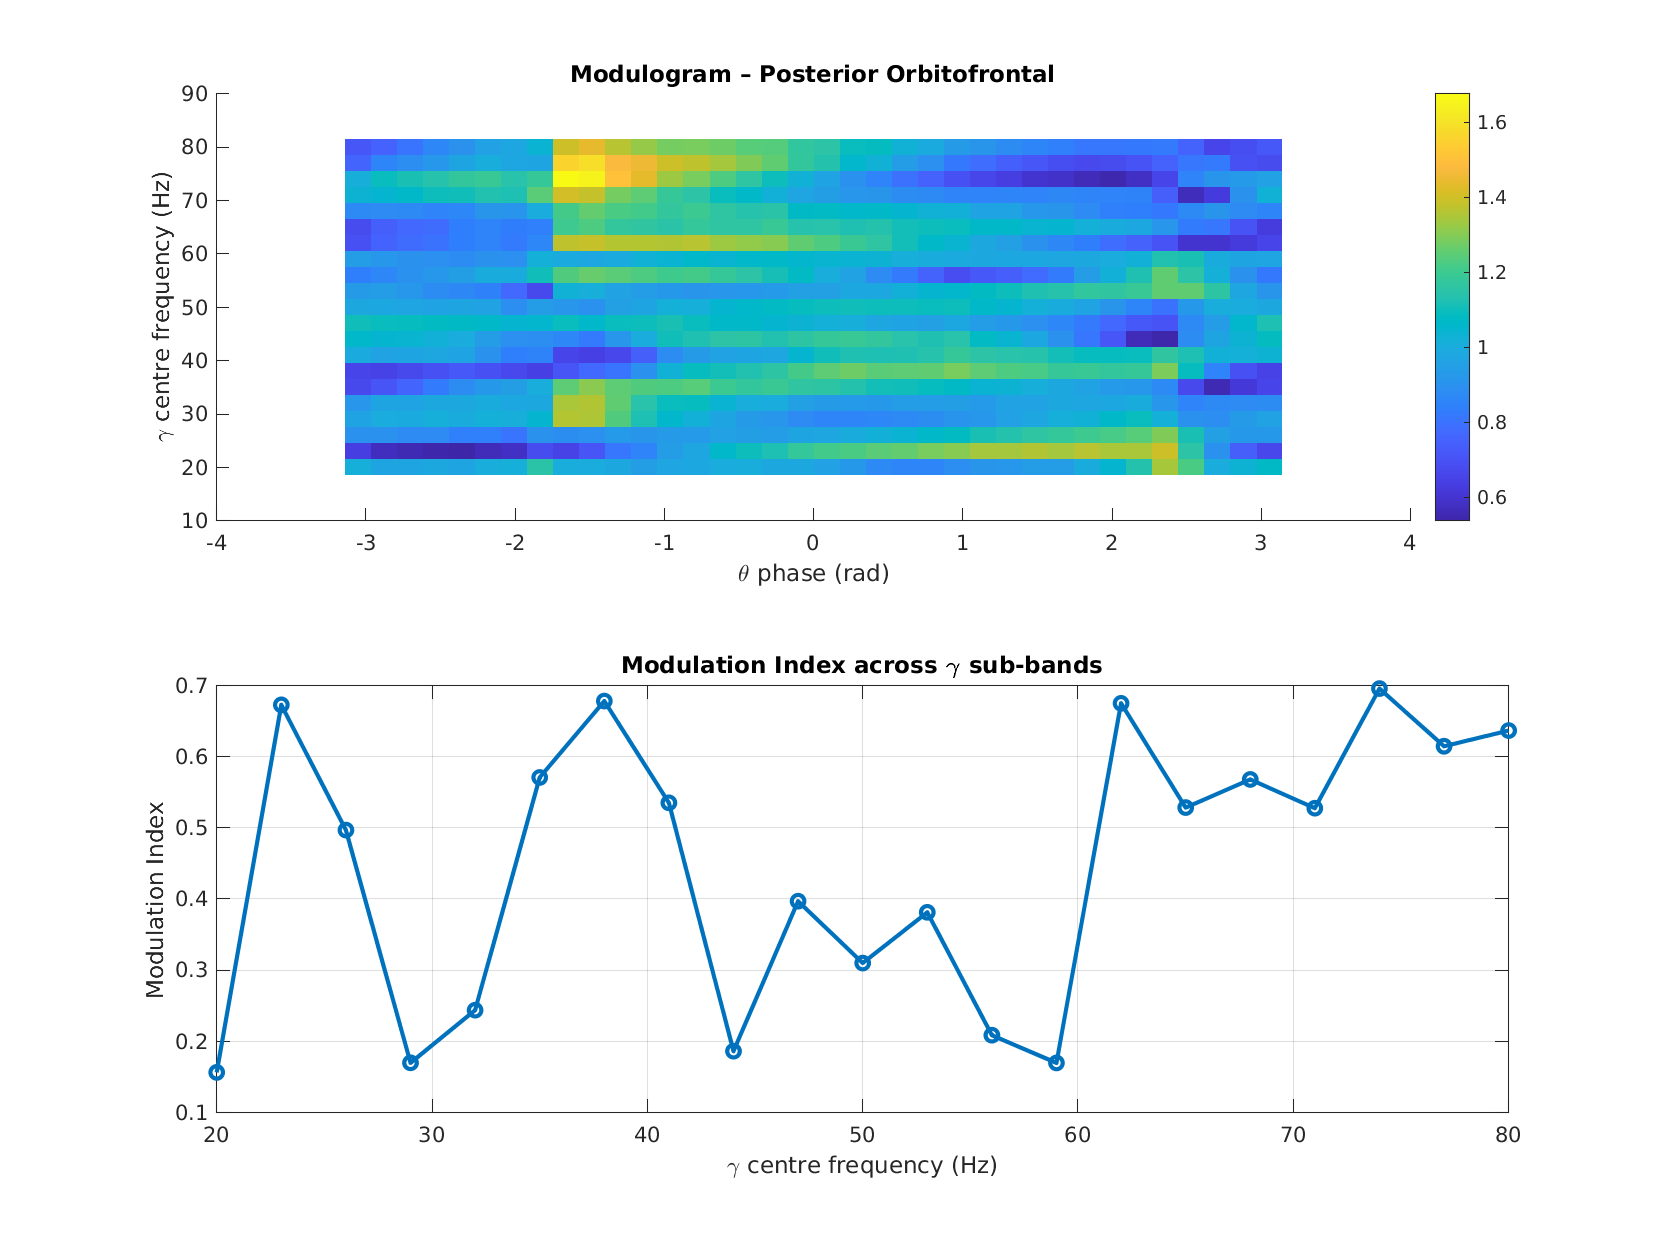 Modulogram – Posterior Orbitofrontal
γ centre frequency (Hz)
90
80
70
60
50
40
30
20
10
-4 -3 -2 -1 0 1 2 3 4
θ phase (rad)
1.6
1.4
1.2
1
0.8
0.6
Modulation Index across γ sub-bands
Modulation Index
0.7
0.6
0.5
0.4
0.3
0.2
0.1
20 30 40 50 60 70 80
γ centre frequency (Hz)